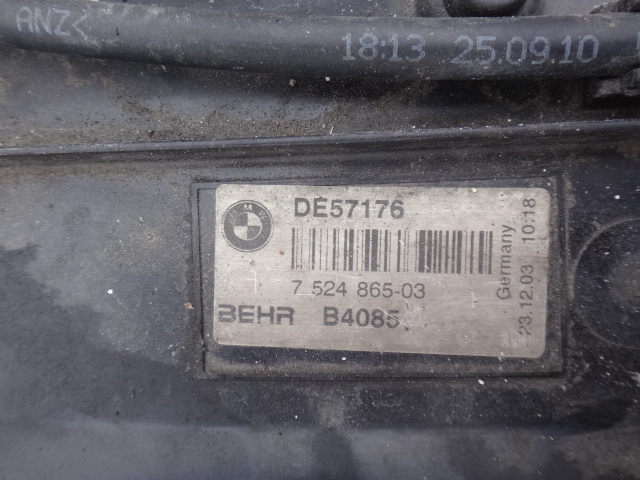 ANZ<
18:13 25.09.10
BMW
DE57176
7 524 865-03
BEHR B4085
Germany
23.12.03 10:18